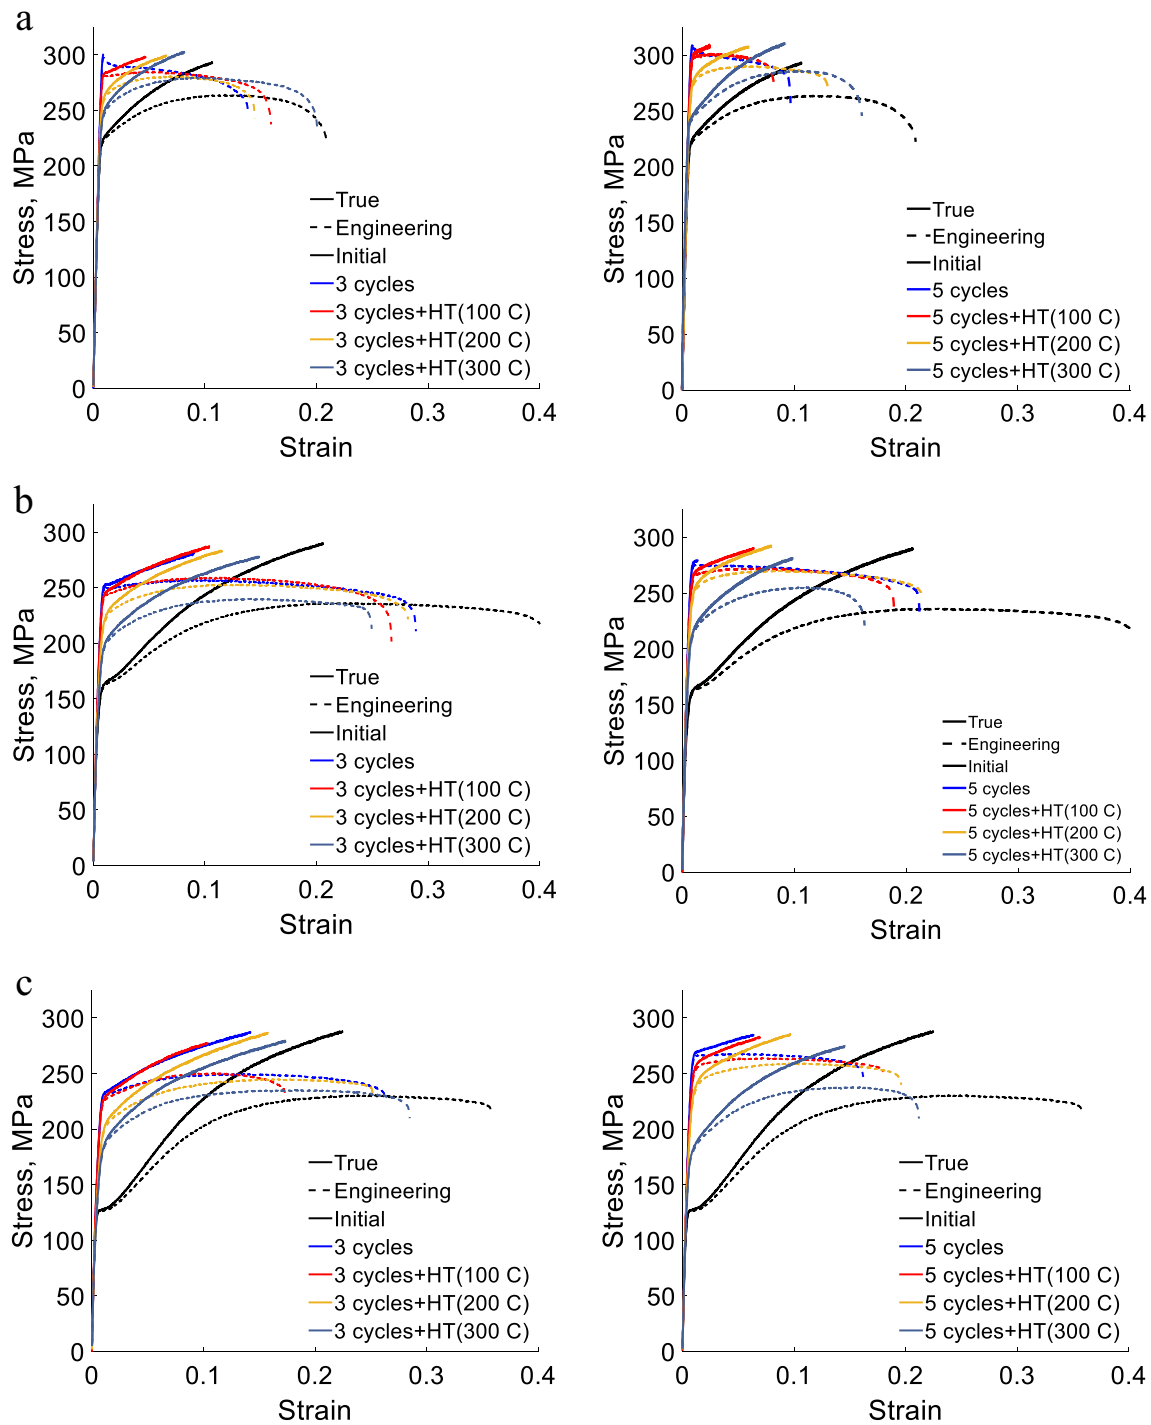 a
300
250
200
150
100
50
0
Stress, MPa
0 0.1 0.2 0.3 0.4
Strain
True
Engineering
Initial
3 cycles
3 cycles+HT(100 C)
3 cycles+HT(200 C)
3 cycles+HT(300 C)
300
250
200
150
100
50
0
Stress, MPa
0 0.1 0.2 0.3 0.4
Strain
True
Engineering
Initial
5 cycles
5 cycles+HT(100 C)
5 cycles+HT(200 C)
5 cycles+HT(300 C)
b
300
250
200
150
100
50
0
Stress, MPa
0 0.1 0.2 0.3 0.4
Strain
True
Engineering
Initial
3 cycles
3 cycles+HT(100 C)
3 cycles+HT(200 C)
3 cycles+HT(300 C)
300
250
200
150
100
50
0
Stress, MPa
0 0.1 0.2 0.3 0.4
Strain
True
Engineering
Initial
5 cycles
5 cycles+HT(100 C)
5 cycles+HT(200 C)
5 cycles+HT(300 C)
c
300
250
200
150
100
50
0
Stress, MPa
0 0.1 0.2 0.3 0.4
Strain
True
Engineering
Initial
3 cycles
3 cycles+HT(100 C)
3 cycles+HT(200 C)
3 cycles+HT(300 C)
300
250
200
150
100
50
0
Stress, MPa
0 0.1 0.2 0.3 0.4
Strain
True
Engineering
Initial
5 cycles
5 cycles+HT(100 C)
5 cycles+HT(200 C)
5 cycles+HT(300 C)